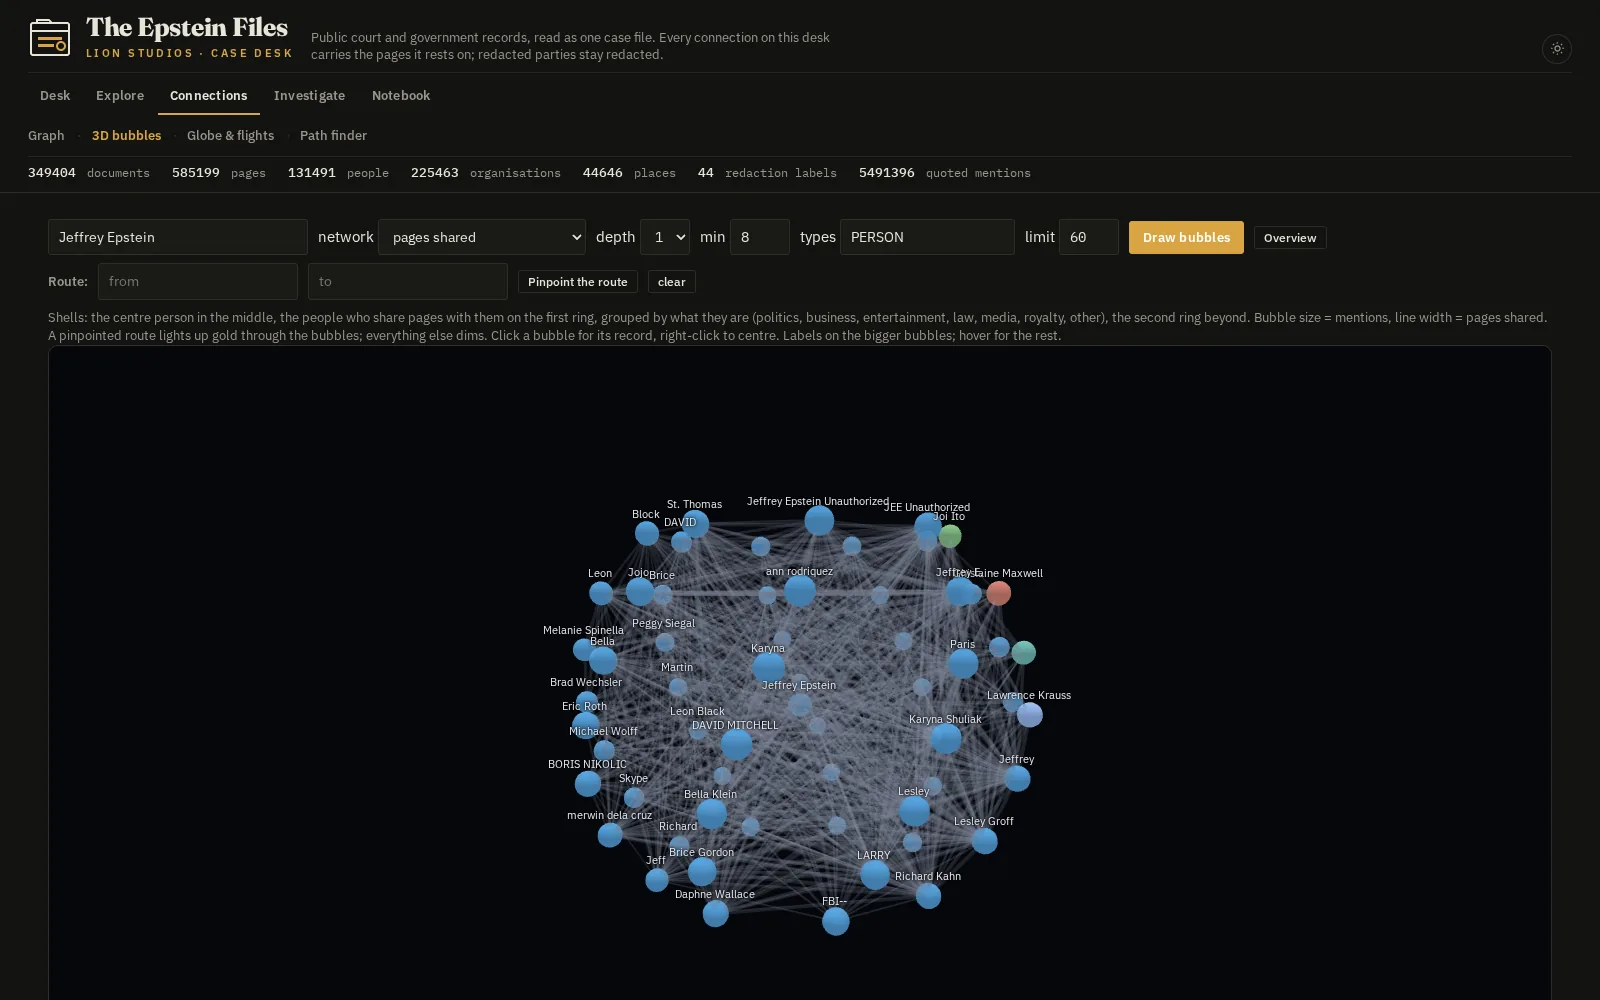 The Epstein Files
LION STUDIOS · CASE DESK
Public court and government records, read as one case file. Every connection on this desk
carries the pages it rests on; redacted parties stay redacted.
Desk Explore Connections Investigate Notebook
Graph · 3D bubbles · Globe & flights · Path finder
349404 documents 585199 pages 131491 people 225463 organisations 44646 places 44 redaction labels 5491396 quoted mentions
Jeffrey Epstein network pages shared depth 1 min 8 types PERSON limit 60 Draw bubbles Overview
Route: from to Pinpoint the route clear
Shells: the centre person in the middle, the people who share pages with them on the first ring, grouped by what they are (politics, business, entertainment, law, media, royalty, other), the second ring beyond. Bubble size = mentions, line width = pages shared.
A pinpointed route lights up gold through the bubbles; everything else dims. Click a bubble for its record, right-click to centre. Labels on the bigger bubbles; hover for the rest.
St. Thomas
Jeffrey Epstein Unauthorized
JEE Unauthorized
Block
DAVID
Joi Ito
Leon
Jojo
Brice
ann rodriquez
Jeffrey E
Maxwell
Peggy Siegal
Melanie Spinella
Bella
Karyna
Paris
Martin
Brad Wechsler
Jeffrey Epstein
Lawrence Krauss
Eric Roth
Leon Black
Karyna Shuliak
Michael Wolff
DAVID MITCHELL
BORIS NIKOLIC
Jeffrey
Skype
Bella Klein
Lesley
merwin dela cruz
Richard
Lesley Groff
Jeff
Brice Gordon
LARRY
Richard Kahn
Daphne Wallace
FBI--